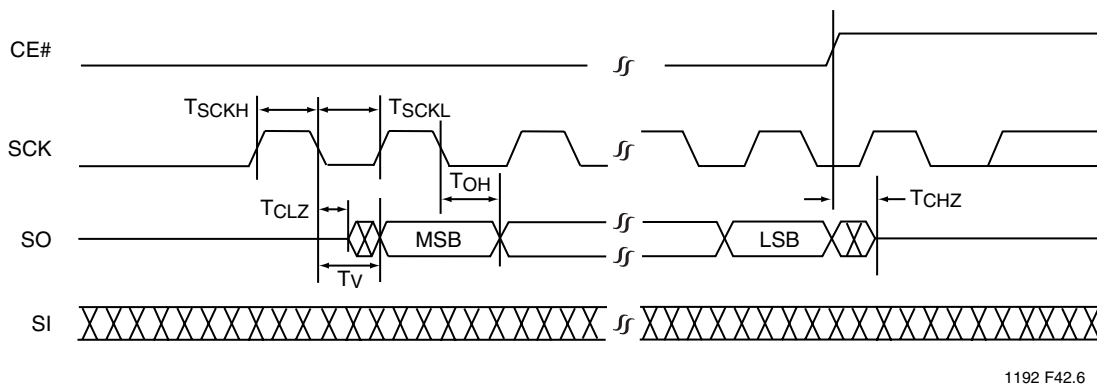 CE#
TSCKH
TSCKL
SCK
TOH
TCLZ
TCHZ
SO
MSB
LSB
TV
SI
1192 F42.6